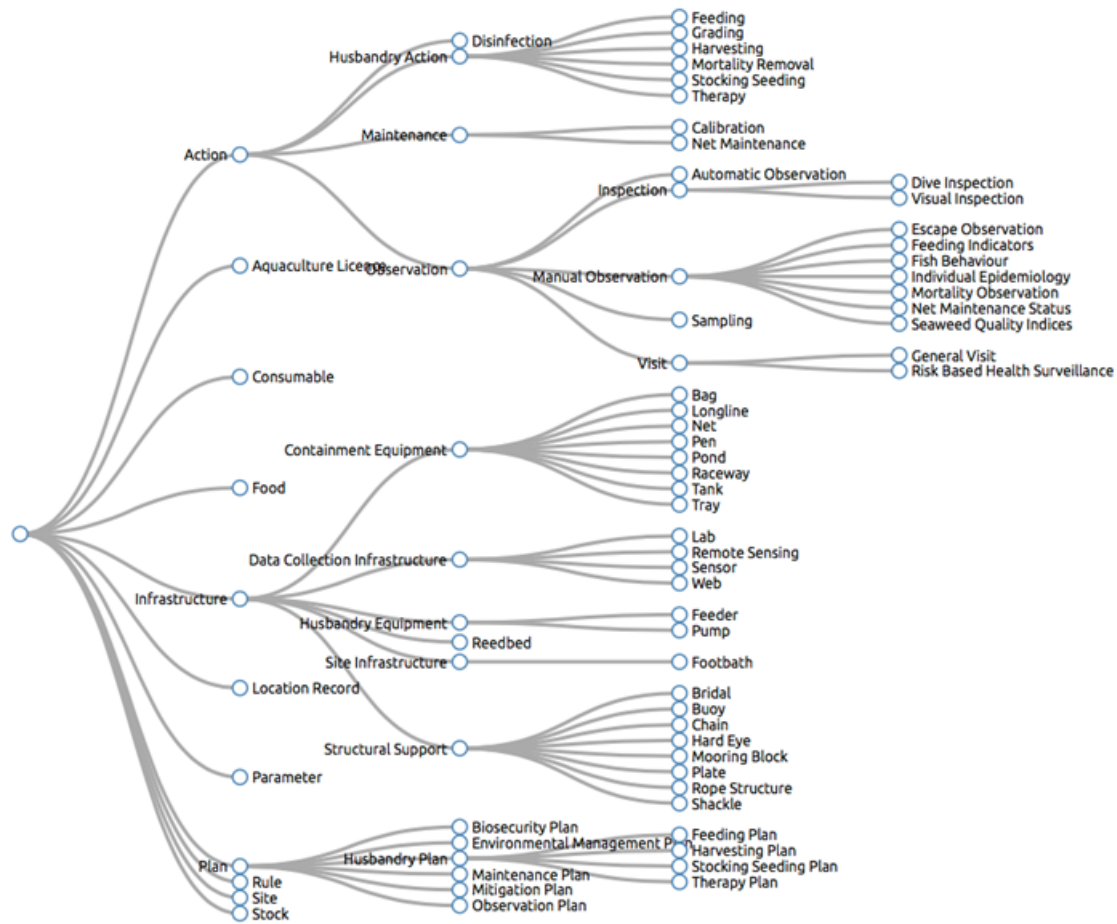 Action
Disinfection
Husbandry Action
Feeding
Grading
Harvesting
Mortality Removal
Stocking Seeding
Therapy
Maintenance
Calibration
Net Maintenance
Observation
Automatic Observation
Inspection
Dive Inspection
Visual Inspection
Manual Observation
Escape Observation
Feeding Indicators
Fish Behaviour
Individual Epidemiology
Mortality Observation
Net Maintenance Status
Seaweed Quality Indices
Sampling
Visit
General Visit
Risk Based Health Surveillance
Aquaculture Licence
Consumable
Food
Infrastructure
Containment Equipment
Bag
Longline
Net
Pen
Pond
Raceway
Tank
Tray
Data Collection Infrastructure
Lab
Remote Sensing
Sensor
Web
Husbandry Equipment
Feeder
Pump
Reedbed
Site Infrastructure
Footbath
Structural Support
Bridal
Buoy
Chain
Hard Eye
Mooring Block
Plate
Rope Structure
Shackle
Location Record
Parameter
Plan
Biosecurity Plan
Environmental Management Plan
Husbandry Plan
Feeding Plan
Harvesting Plan
Stocking Seeding Plan
Therapy Plan
Maintenance Plan
Mitigation Plan
Observation Plan
Rule
Site
Stock